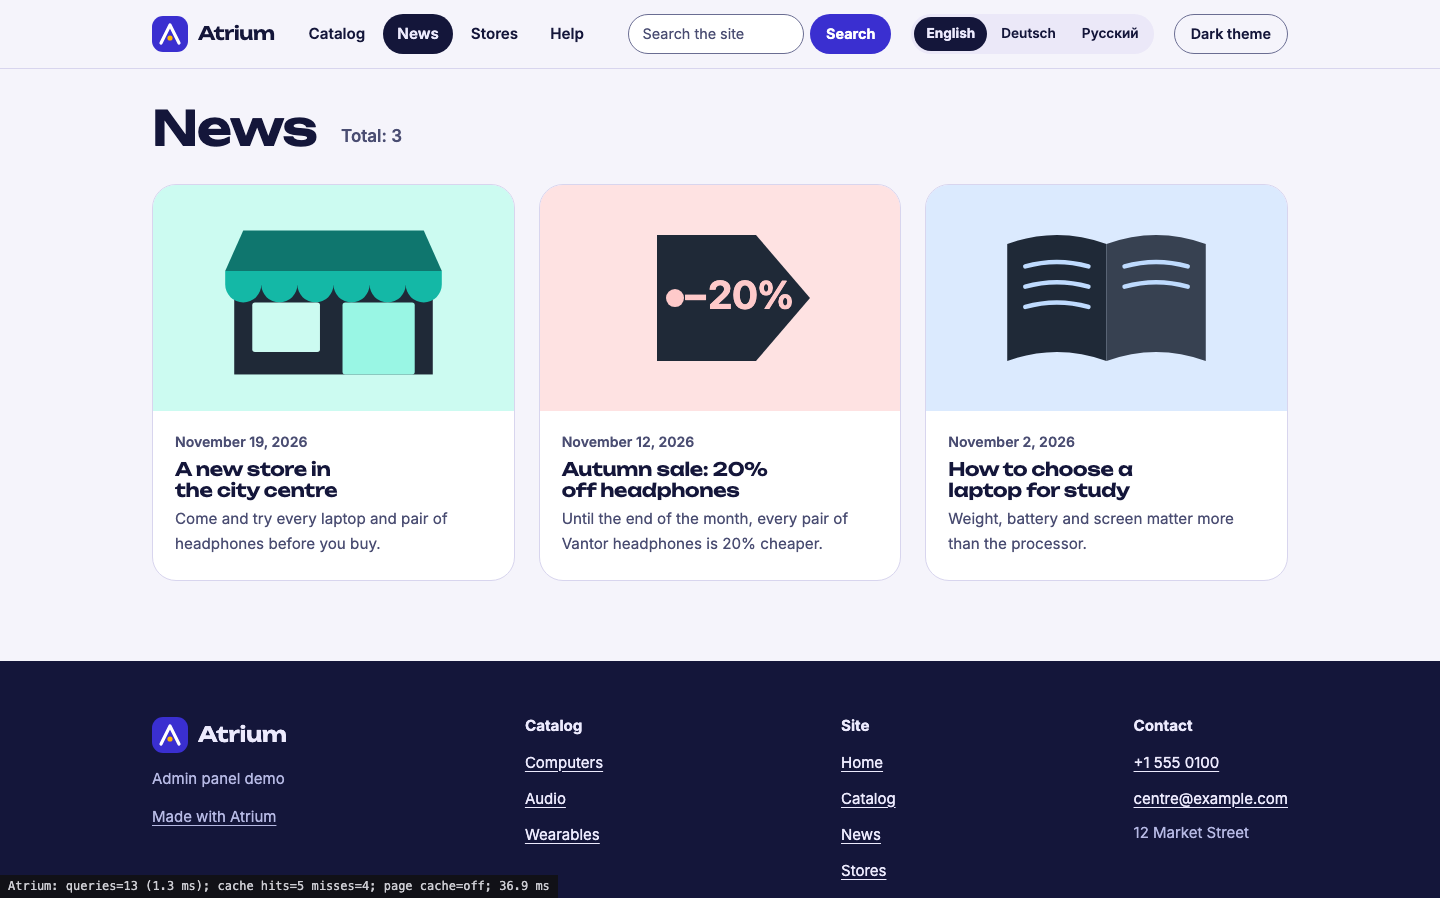 Atrium
Catalog
News
Stores
Help
Search the site
Search
English
Deutsch
Русский
Dark theme
News
Total: 3
–20%
November 19, 2026
A new store in
the city centre
Come and try every laptop and pair of
headphones before you buy.
November 12, 2026
Autumn sale: 20%
off headphones
Until the end of the month, every pair of
Vantor headphones is 20% cheaper.
November 2, 2026
How to choose a
laptop for study
Weight, battery and screen matter more
than the processor.
Atrium
Admin panel demo
Made with Atrium
Catalog
Computers
Audio
Wearables
Site
Home
Catalog
News
Stores
Contact
+1 555 0100
centre@example.com
12 Market Street
Atrium: queries=13 (1.3 ms); cache hits=5 misses=4; page cache=off; 36.9 ms